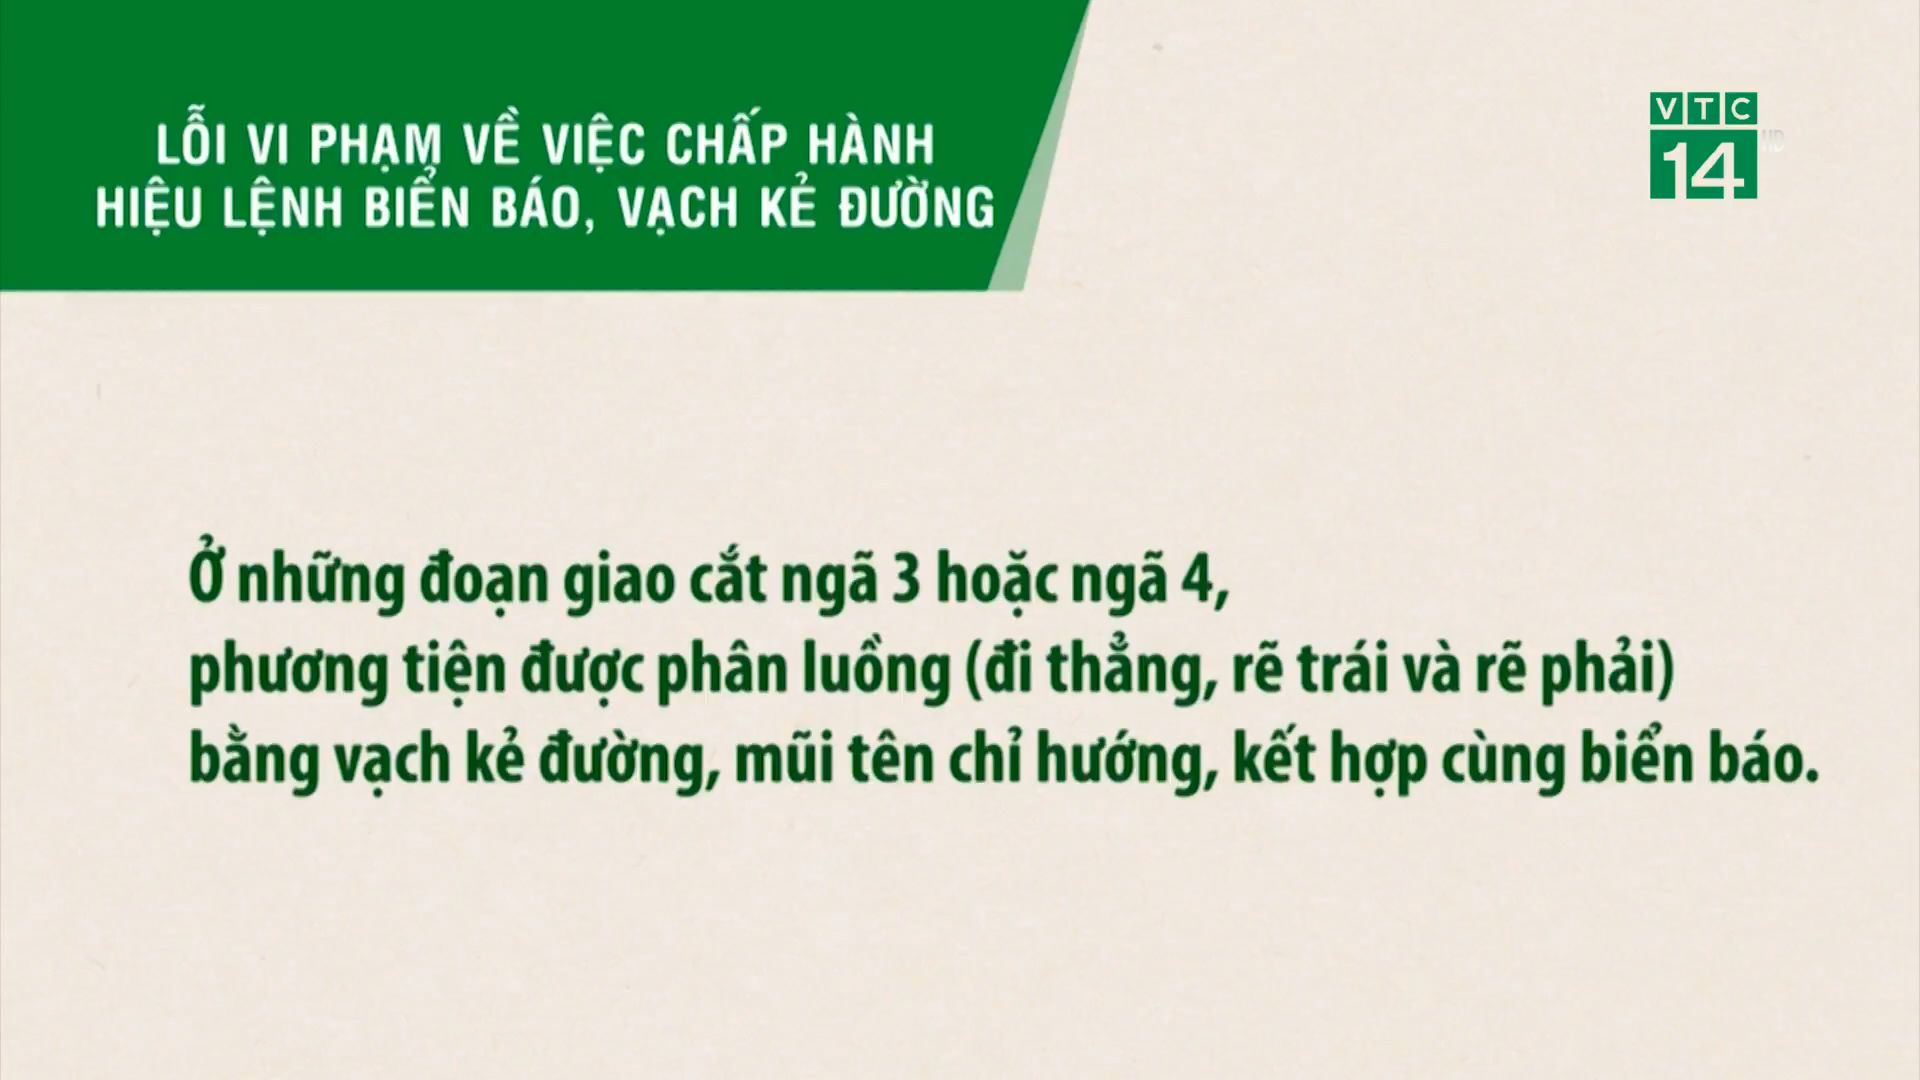 LỖI VI PHẠM VỀ VIỆC CHẤP HÀNH
HIỆU LỆNH BIỂN BÁO, VẠCH KẺ ĐƯỜNG
VTC
14
HD
Ở những đoạn giao cắt ngã 3 hoặc ngã 4,
phương tiện được phân luồng (đi thẳng, rẽ trái và rẽ phải)
bằng vạch kẻ đường, mũi tên chỉ hướng, kết hợp cùng biển báo.